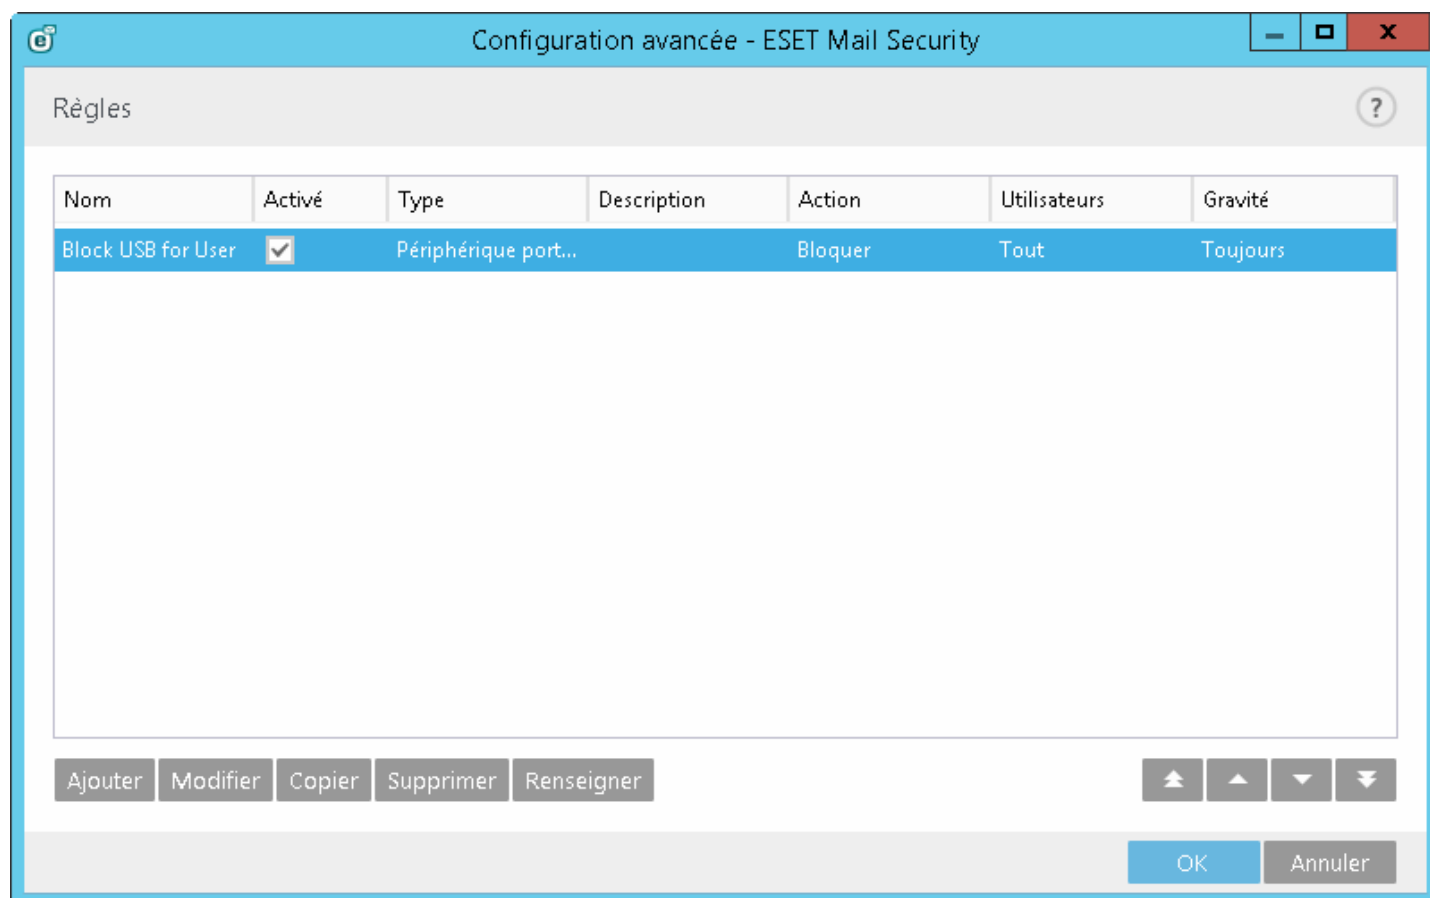 Configuration avancée - ESET Mail Security
Règles
?
Nom Activé Type Description Action Utilisateurs Gravité
Block USB for User Périphérique port... Bloquer Tout Toujours
Ajouter Modifier Copier Supprimer Renseigner
OK Annuler